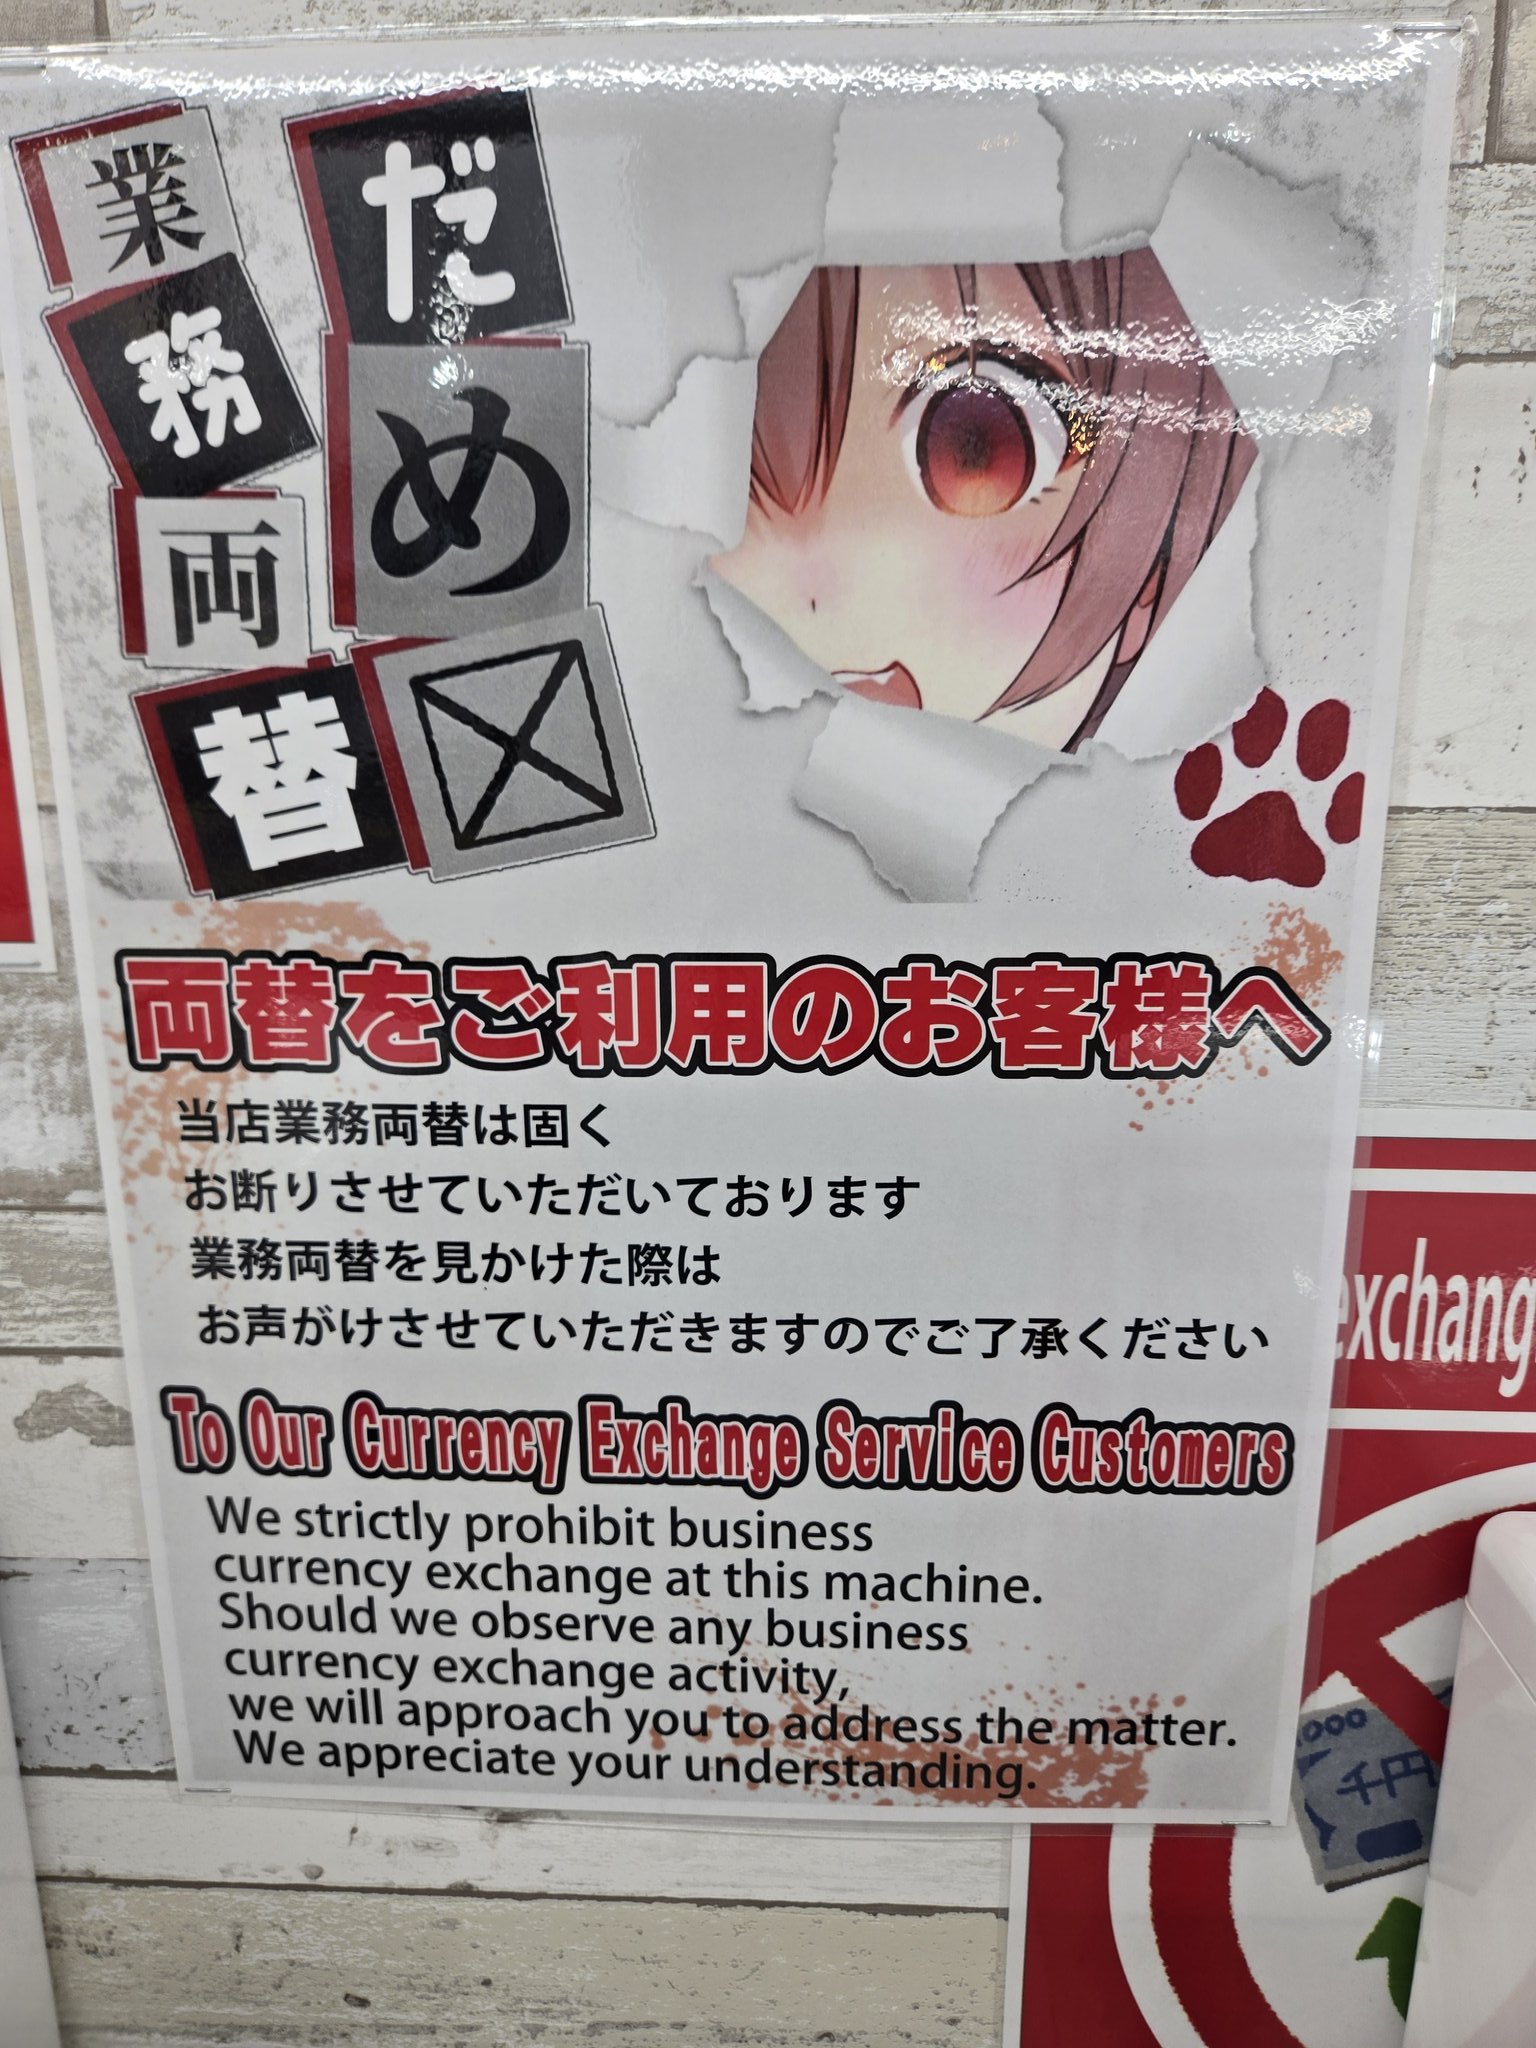 業務両替
だめ
両替をご利用のお客様へ
当店業務両替は固く
お断りさせていただいております
業務両替を見かけた際は
お声がけさせていただきますのでご了承ください
To Our Currency Exchange Service Customers
We strictly prohibit business
currency exchange at this machine.
Should we observe any business
currency exchange activity,
we will approach you to address the matter.
We appreciate your understanding.
exchang
千円